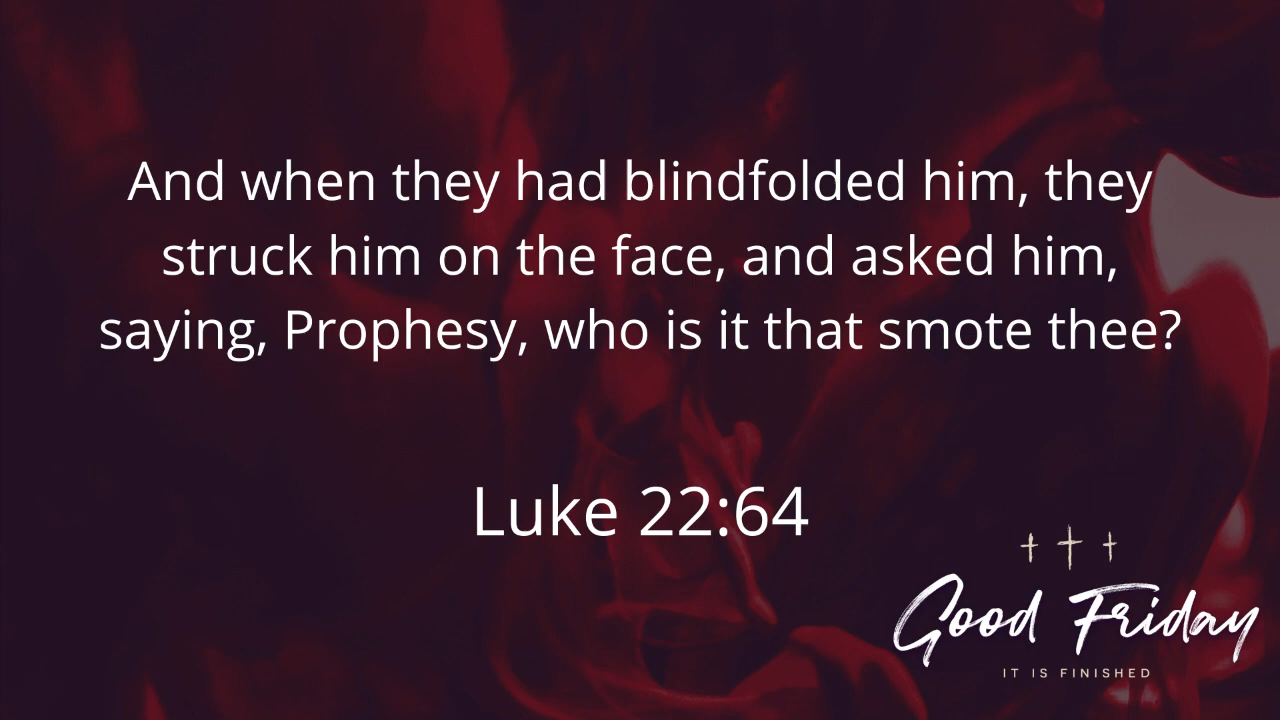 And when they had blindfolded him, they
struck him on the face, and asked him,
saying, Prophesy, who is it that smote thee?
Luke 22:64
Good Friday
IT IS FINISHED